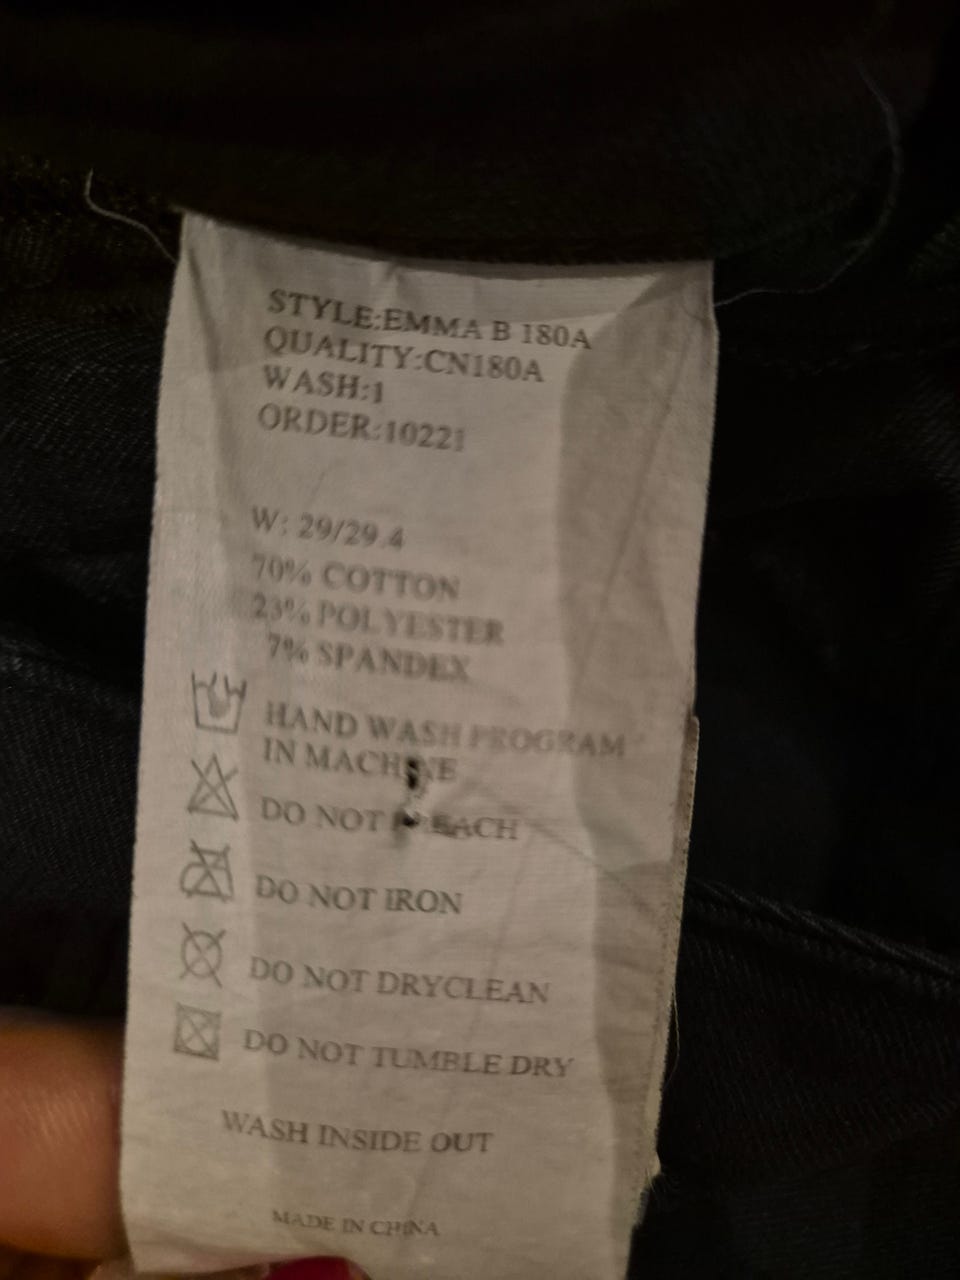 STYLE:EMMA B 180A
QUALITY:CN180A
WASH:1
ORDER:10221
W: 29/29.4
70% COTTON
23% POLYESTER
7% SPANDEX
HAND WASH PROGRAM
IN MACHINE
DO NOT BLEACH
DO NOT IRON
DO NOT DRYCLEAN
DO NOT TUMBLE DRY
WASH INSIDE OUT
MADE IN CHINA